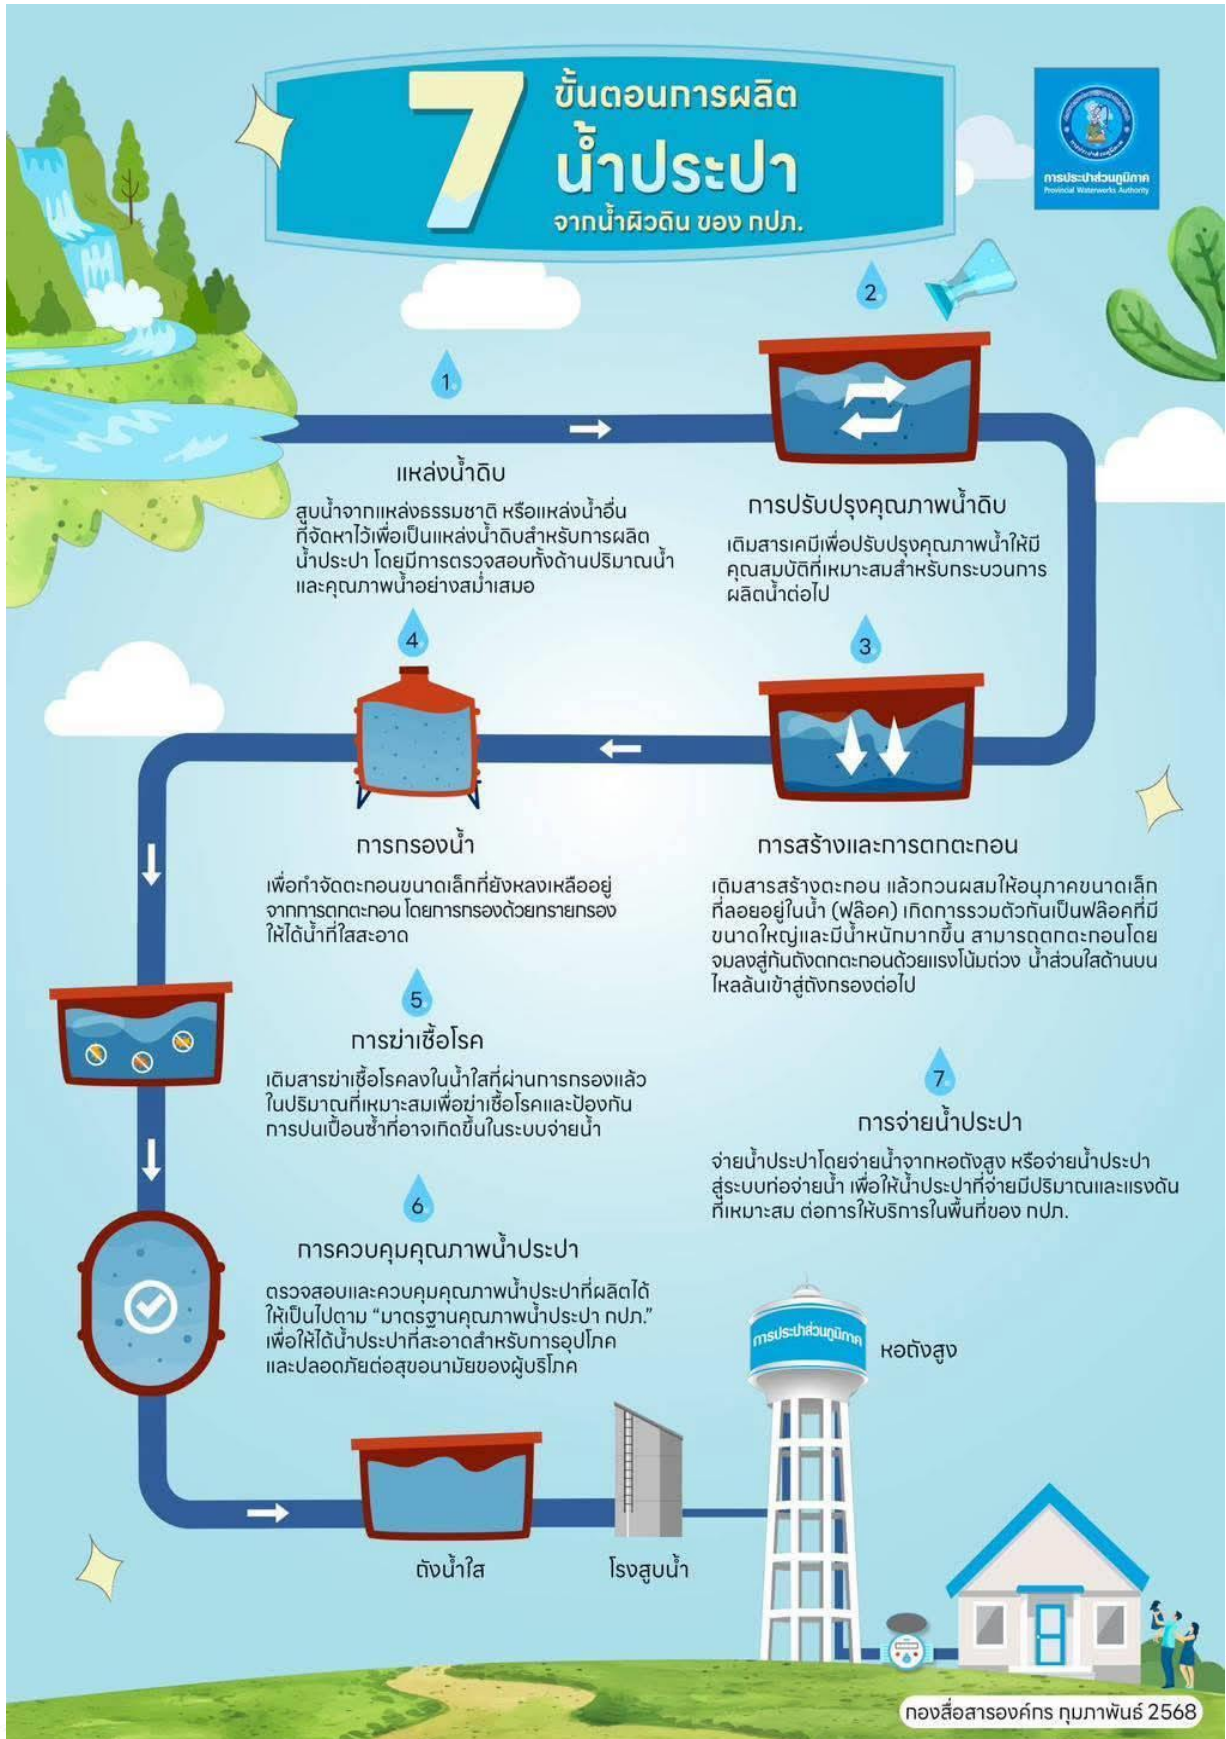 7
ขั้นตอนการผลิต
น้ำประปา
จากน้ำผิวดิน ของ กปภ.
การประปาส่วนภูมิภาค
Provincial Waterworks Authority
1.
แหล่งน้ำดิบ
สูบน้ำจากแหล่งธรรมชาติ หรือแหล่งน้ำอื่น
ที่จัดหาไว้เพื่อเป็นแหล่งน้ำดิบสำหรับการผลิต
น้ำประปา โดยมีการตรวจสอบทั้งด้านปริมาณน้ำ
และคุณภาพน้ำอย่างสม่ำเสมอ
2.
การปรับปรุงคุณภาพน้ำดิบ
เติมสารเคมีเพื่อปรับปรุงคุณภาพน้ำให้มี
คุณสมบัติที่เหมาะสมสำหรับกระบวนการ
ผลิตน้ำต่อไป
3.
การสร้างและการตกตะกอน
เติมสารสร้างตะกอน แล้วกวนผสมให้อนุภาคขนาดเล็ก
ที่ลอยอยู่ในน้ำ (ฟล๊อค) เกิดการรวมตัวกันเป็นฟล๊อคที่มี
ขนาดใหญ่และมีน้ำหนักมากขึ้น สามารถตกตะกอนโดย
จมลงสู่ก้นถังตกตะกอนด้วยแรงโน้มถ่วง น้ำส่วนใสด้านบน
ไหลล้นเข้าสู่ถังกรองต่อไป
4.
การกรองน้ำ
เพื่อกำจัดตะกอนขนาดเล็กที่ยังหลงเหลืออยู่
จากการตกตะกอน โดยการกรองด้วยทรายกรอง
ให้ได้น้ำที่ใสสะอาด
5.
การฆ่าเชื้อโรค
เติมสารฆ่าเชื้อโรคลงในน้ำใสที่ผ่านการกรองแล้ว
ในปริมาณที่เหมาะสมเพื่อฆ่าเชื้อโรคและป้องกัน
การปนเปื้อนซ้ำที่อาจเกิดขึ้นในระบบจ่ายน้ำ
6.
การควบคุมคุณภาพน้ำประปา
ตรวจสอบและควบคุมคุณภาพน้ำประปาที่ผลิตได้
ให้เป็นไปตาม “มาตรฐานคุณภาพน้ำประปา กปภ.”
เพื่อให้ได้น้ำประปาที่สะอาดสำหรับการอุปโภค
และปลอดภัยต่อสุขอนามัยของผู้บริโภค
7.
การจ่ายน้ำประปา
จ่ายน้ำประปาโดยจ่ายน้ำจากหอถังสูง หรือจ่ายน้ำประปา
สู่ระบบท่อจ่ายน้ำ เพื่อให้น้ำประปาที่จ่ายมีปริมาณและแรงดัน
ที่เหมาะสม ต่อการให้บริการในพื้นที่ของ กปภ.
การประปาส่วนภูมิภาค
หอถังสูง
ถังน้ำใส
โรงสูบน้ำ
กองสื่อสารองค์กร กุมภาพันธ์ 2568